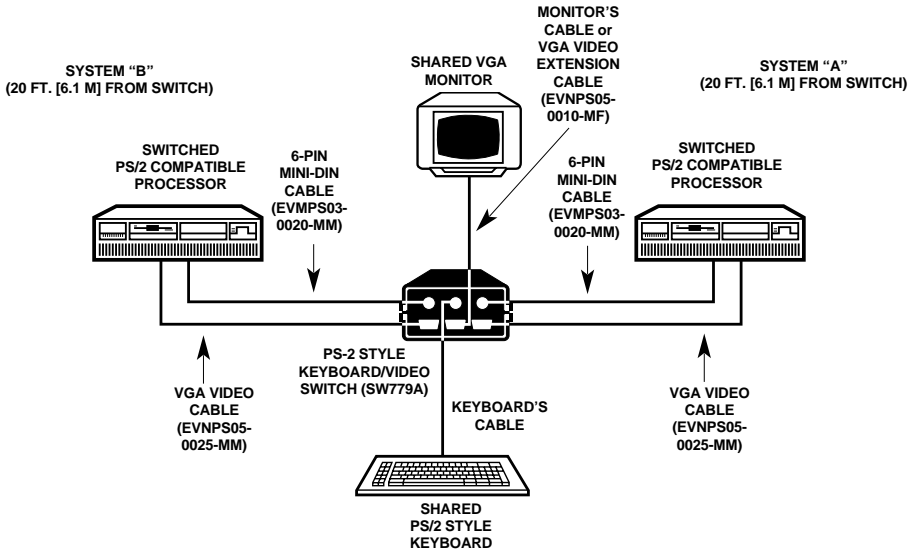 MONITOR'S
CABLE or
VGA VIDEO
EXTENSION
CABLE
(EVNPS05-
0010-MF)
SHARED VGA
MONITOR
SYSTEM “B”
(20 FT. [6.1 M] FROM SWITCH)
SYSTEM “A”
(20 FT. [6.1 M] FROM SWITCH)
SWITCHED
PS/2 COMPATIBLE
PROCESSOR
6-PIN
MINI-DIN
CABLE
(EVMPS03-
0020-MM)
6-PIN
MINI-DIN
CABLE
(EVMPS03-
0020-MM)
SWITCHED
PS/2 COMPATIBLE
PROCESSOR
PS-2 STYLE
KEYBOARD/VIDEO
SWITCH (SW779A)
VGA VIDEO
CABLE
(EVNPS05-
0025-MM)
KEYBOARD'S
CABLE
VGA VIDEO
CABLE
(EVNPS05-
0025-MM)
SHARED
PS/2 STYLE
KEYBOARD